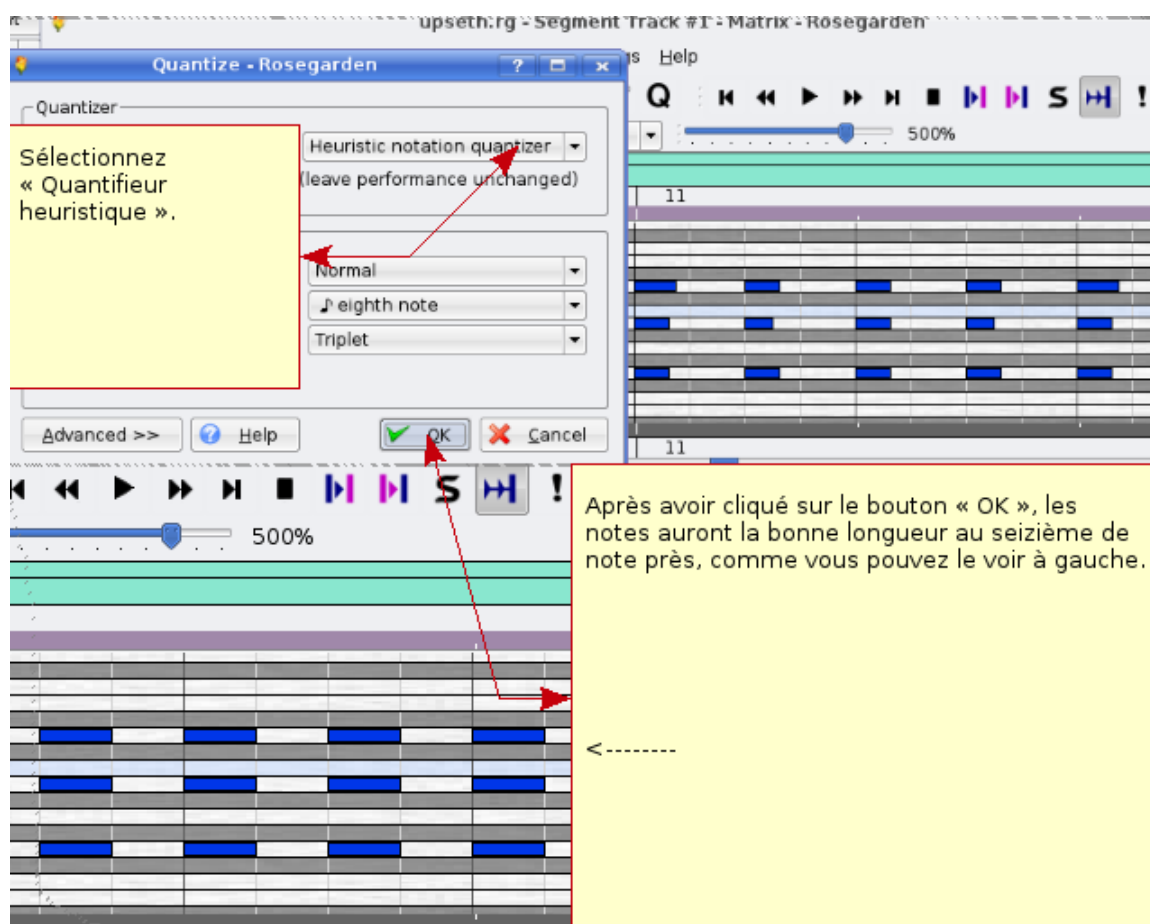 upseth.rg - Segment Track #1 - Matrix - Rosegarden
Quantize - Rosegarden
?
Help
Q
S
!
Quantizer
Sélectionnez
« Quantifieur
heuristique ».
Heuristic notation quantizer
(leave performance unchanged)
500%
11
Normal
eighth note
Triplet
Advanced >>
Help
OK
Cancel
11
S
!
500%
Après avoir cliqué sur le bouton « OK », les
notes auront la bonne longueur au seizième de
note près, comme vous pouvez le voir à gauche.
<--------